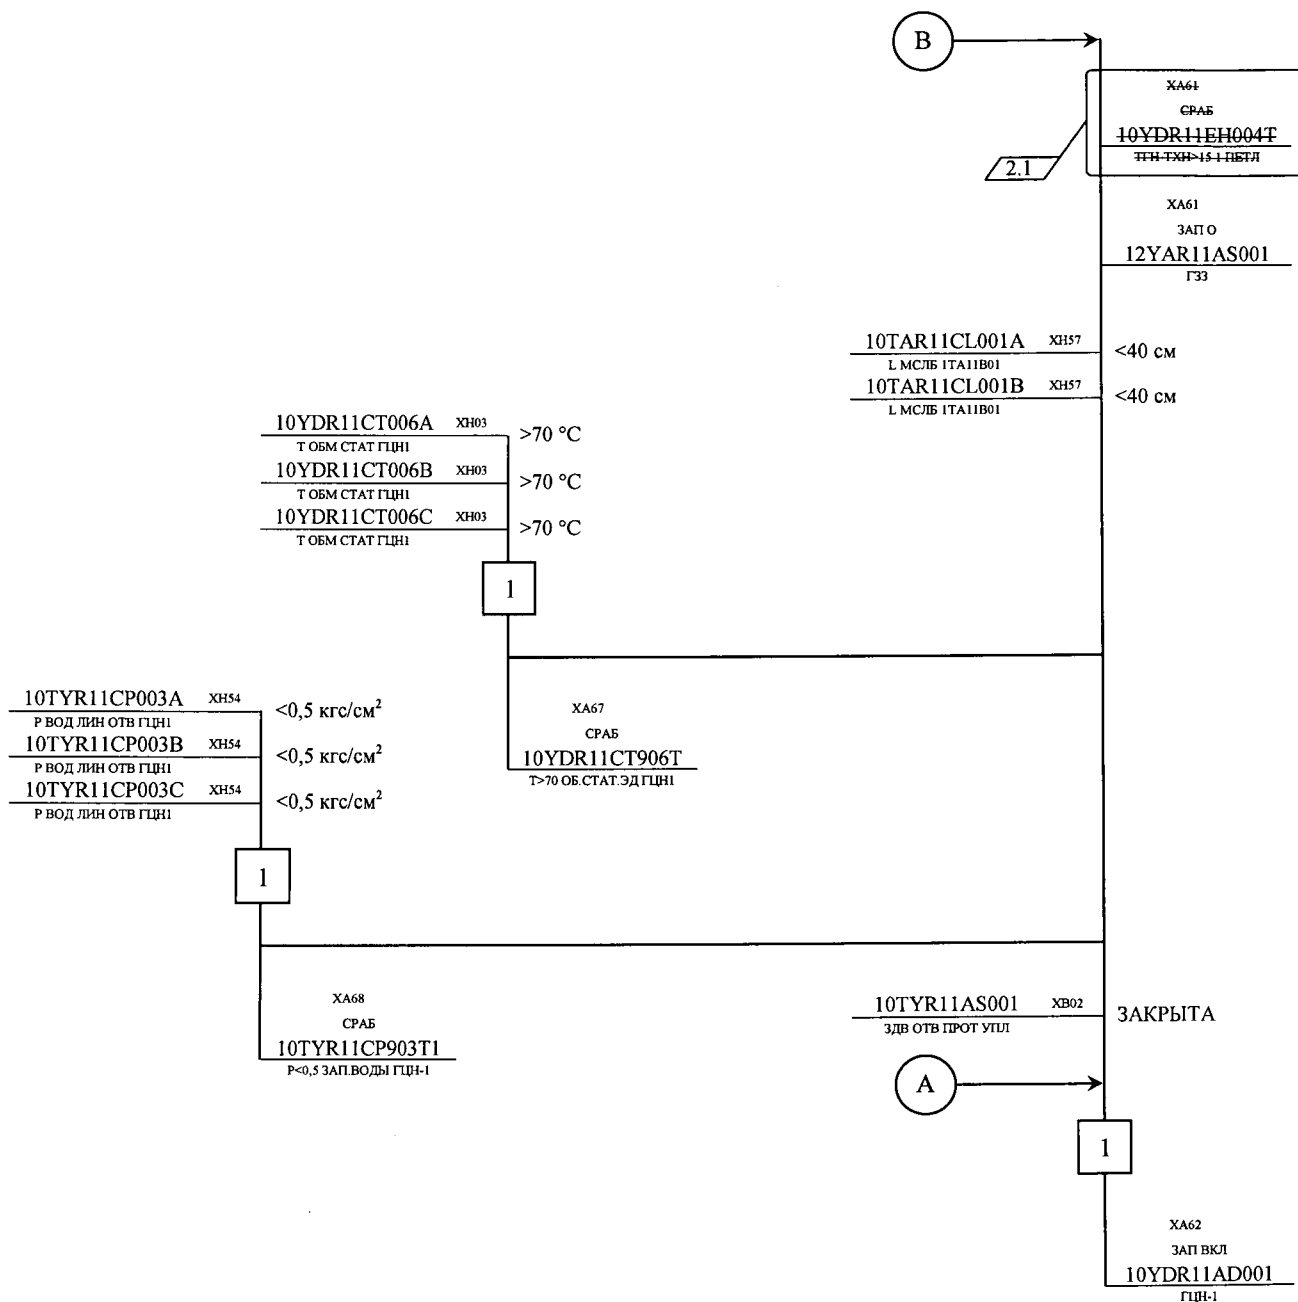 B
XA61
СРАБ
10YDR11EH004T
ТГН-ТХН>15 1 ПЕТЛ
2.1
XA61
ЗАП О
12YAR11AS001
ГЗЗ
10TAR11CL001A XH57 <40 см
L МСЛБ 1TA11B01
10TAR11CL001B XH57 <40 см
L МСЛБ 1TA11B01
10YDR11CT006A XH03 >70 °C
Т ОБМ СТАТ ГЦН1
10YDR11CT006B XH03 >70 °C
Т ОБМ СТАТ ГЦН1
10YDR11CT006C XH03 >70 °C
Т ОБМ СТАТ ГЦН1
1
10TYR11CP003A XH54 <0,5 кгс/см²
Р ВОД ЛИН ОТВ ГЦН1
10TYR11CP003B XH54 <0,5 кгс/см²
Р ВОД ЛИН ОТВ ГЦН1
10TYR11CP003C XH54 <0,5 кгс/см²
Р ВОД ЛИН ОТВ ГЦН1
XA67
СРАБ
10YDR11CT906T
T>70 ОБ.СТАТ.ЭД ГЦН1
1
XA68
СРАБ
10TYR11CP903T1
P<0,5 ЗАП.ВОДЫ ГЦН-1
10TYR11AS001 XB02 ЗАКРЫТА
ЗДВ ОТВ ПРОТ УПЛ
A
1
XA62
ЗАП ВКЛ
10YDR11AD001
ГЦН-1